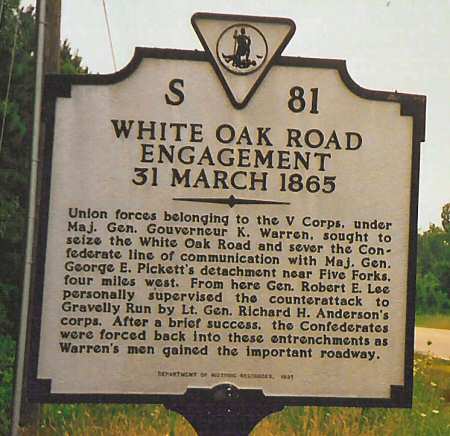 S 81
WHITE OAK ROAD
ENGAGEMENT
31 MARCH 1865
Union forces belonging to the V Corps, under
Maj. Gen. Gouverneur K. Warren, sought to
seize the White Oak Road and sever the Con-
federate line of communication with Maj. Gen.
George E. Pickett's detachment near Five Forks,
four miles west. From here Gen. Robert E. Lee
personally supervised the counterattack to
Gravelly Run by Lt. Gen. Richard H. Anderson's
corps. After a brief success, the Confederates
were forced back into these entrenchments as
Warren's men gained the important roadway.
DEPARTMENT OF HISTORIC RESOURCES,